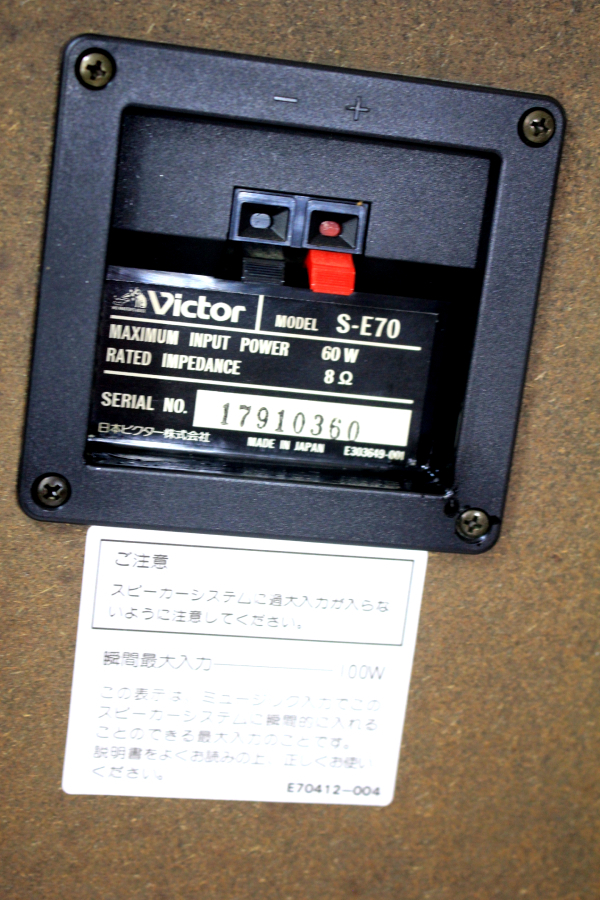 − +
Victor MODEL S-E70
MAXIMUM INPUT POWER 60W
RATED IMPEDANCE 8Ω
SERIAL NO. 17910360
日本ビクター株式会社 MADE IN JAPAN E303649-001
ご注意
スピーカーシステムに過大入力が入らな
いように注意してください。
瞬間最大入力 100W
この表示は、ミュージック入力でこの
スピーカーシステムに瞬間的に入れる
ことのできる最大入力のことです。
説明書をよくお読みの上、正しくお使い
ください。
E70412-004